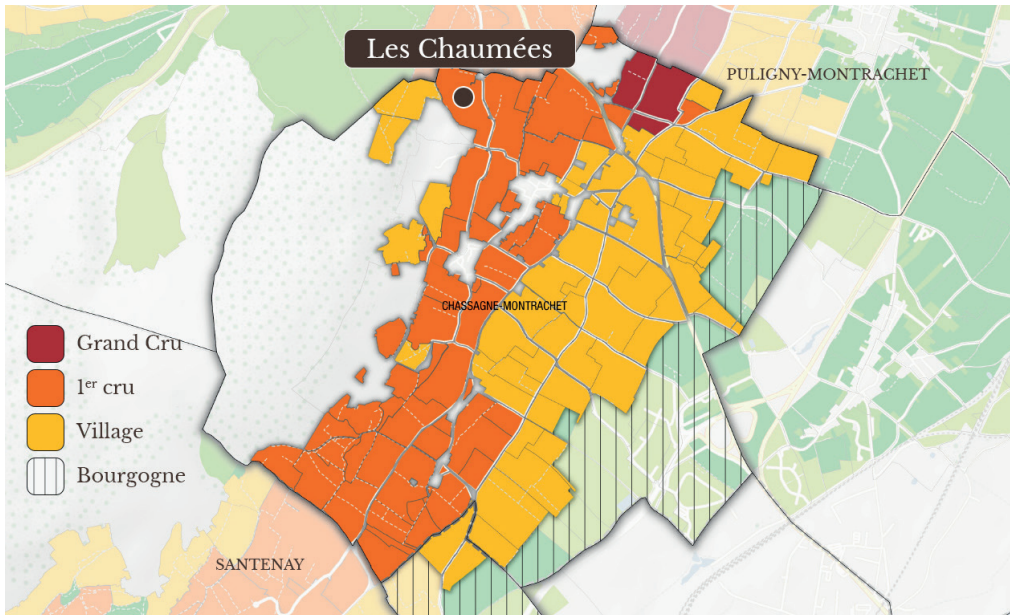 Les Chaumées
PULIGNY-MONTRACHET
CHASSAGNE-MONTRACHET
Grand Cru
1er cru
Village
Bourgogne
SANTENAY